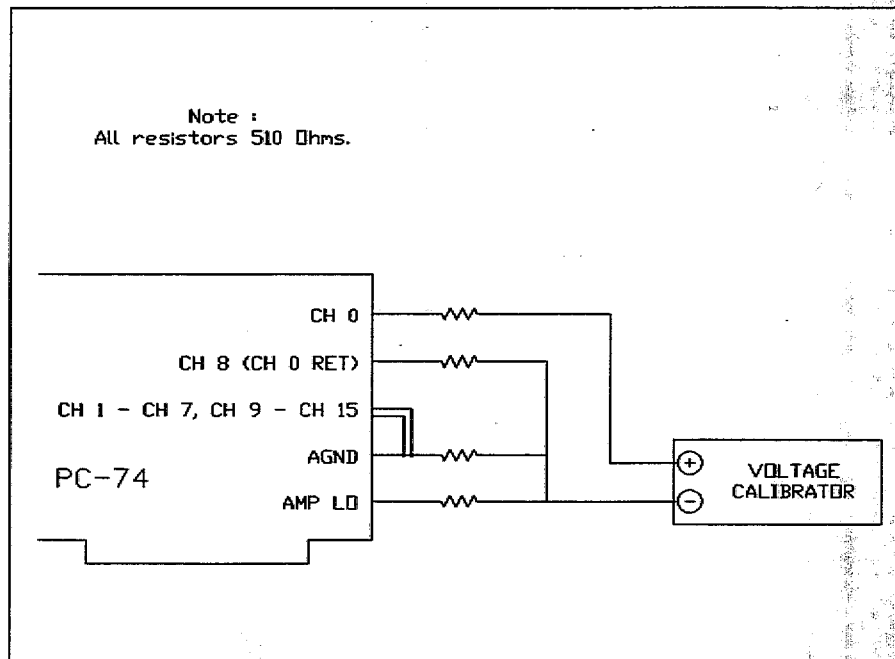 Note :
All resistors 510 Ohms.
CH 0
CH 8 (CH 0 RET)
CH 1 - CH 7, CH 9 - CH 15
AGND
PC-74
AMP LO
+
VOLTAGE
CALIBRATOR
-